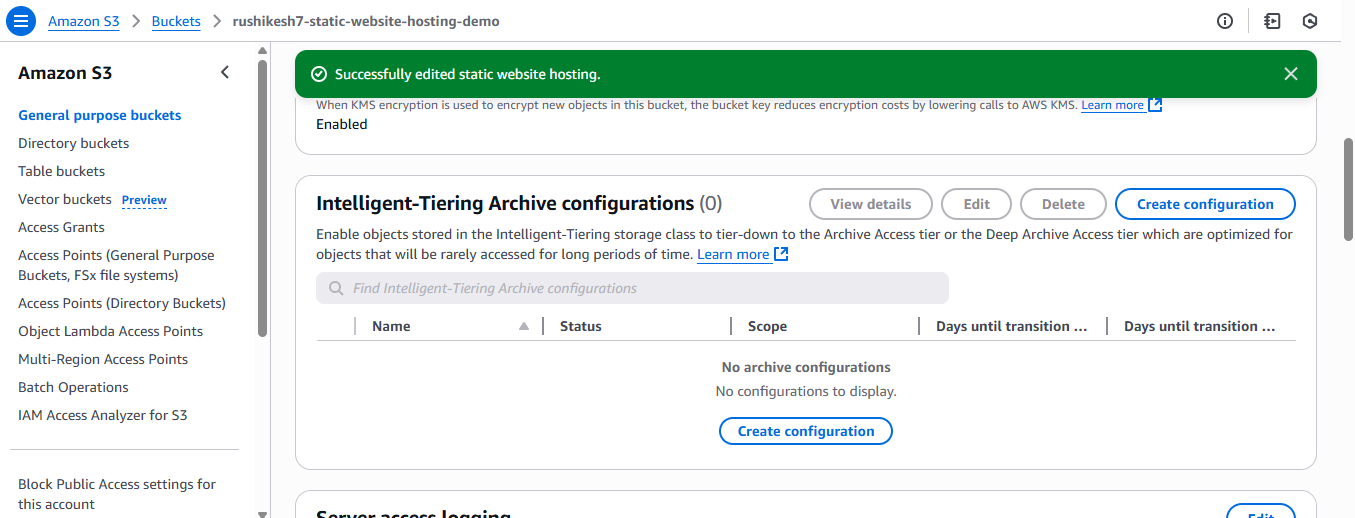 Amazon S3 > Buckets > rushikesh7-static-website-hosting-demo
Amazon S3
General purpose buckets
Directory buckets
Table buckets
Vector buckets Preview
Access Grants
Access Points (General Purpose
Buckets, FSx file systems)
Access Points (Directory Buckets)
Object Lambda Access Points
Multi-Region Access Points
Batch Operations
IAM Access Analyzer for S3
Block Public Access settings for
this account
Successfully edited static website hosting.
When KMS encryption is used to encrypt new objects in this bucket, the bucket key reduces encryption costs by lowering calls to AWS KMS. Learn more
Enabled
Intelligent-Tiering Archive configurations (0)
View details
Edit
Delete
Create configuration
Enable objects stored in the Intelligent-Tiering storage class to tier-down to the Archive Access tier or the Deep Archive Access tier which are optimized for
objects that will be rarely accessed for long periods of time. Learn more
Find Intelligent-Tiering Archive configurations
Name Status Scope Days until transition ... Days until transition ...
No archive configurations
No configurations to display.
Create configuration
Server access logging
Edit